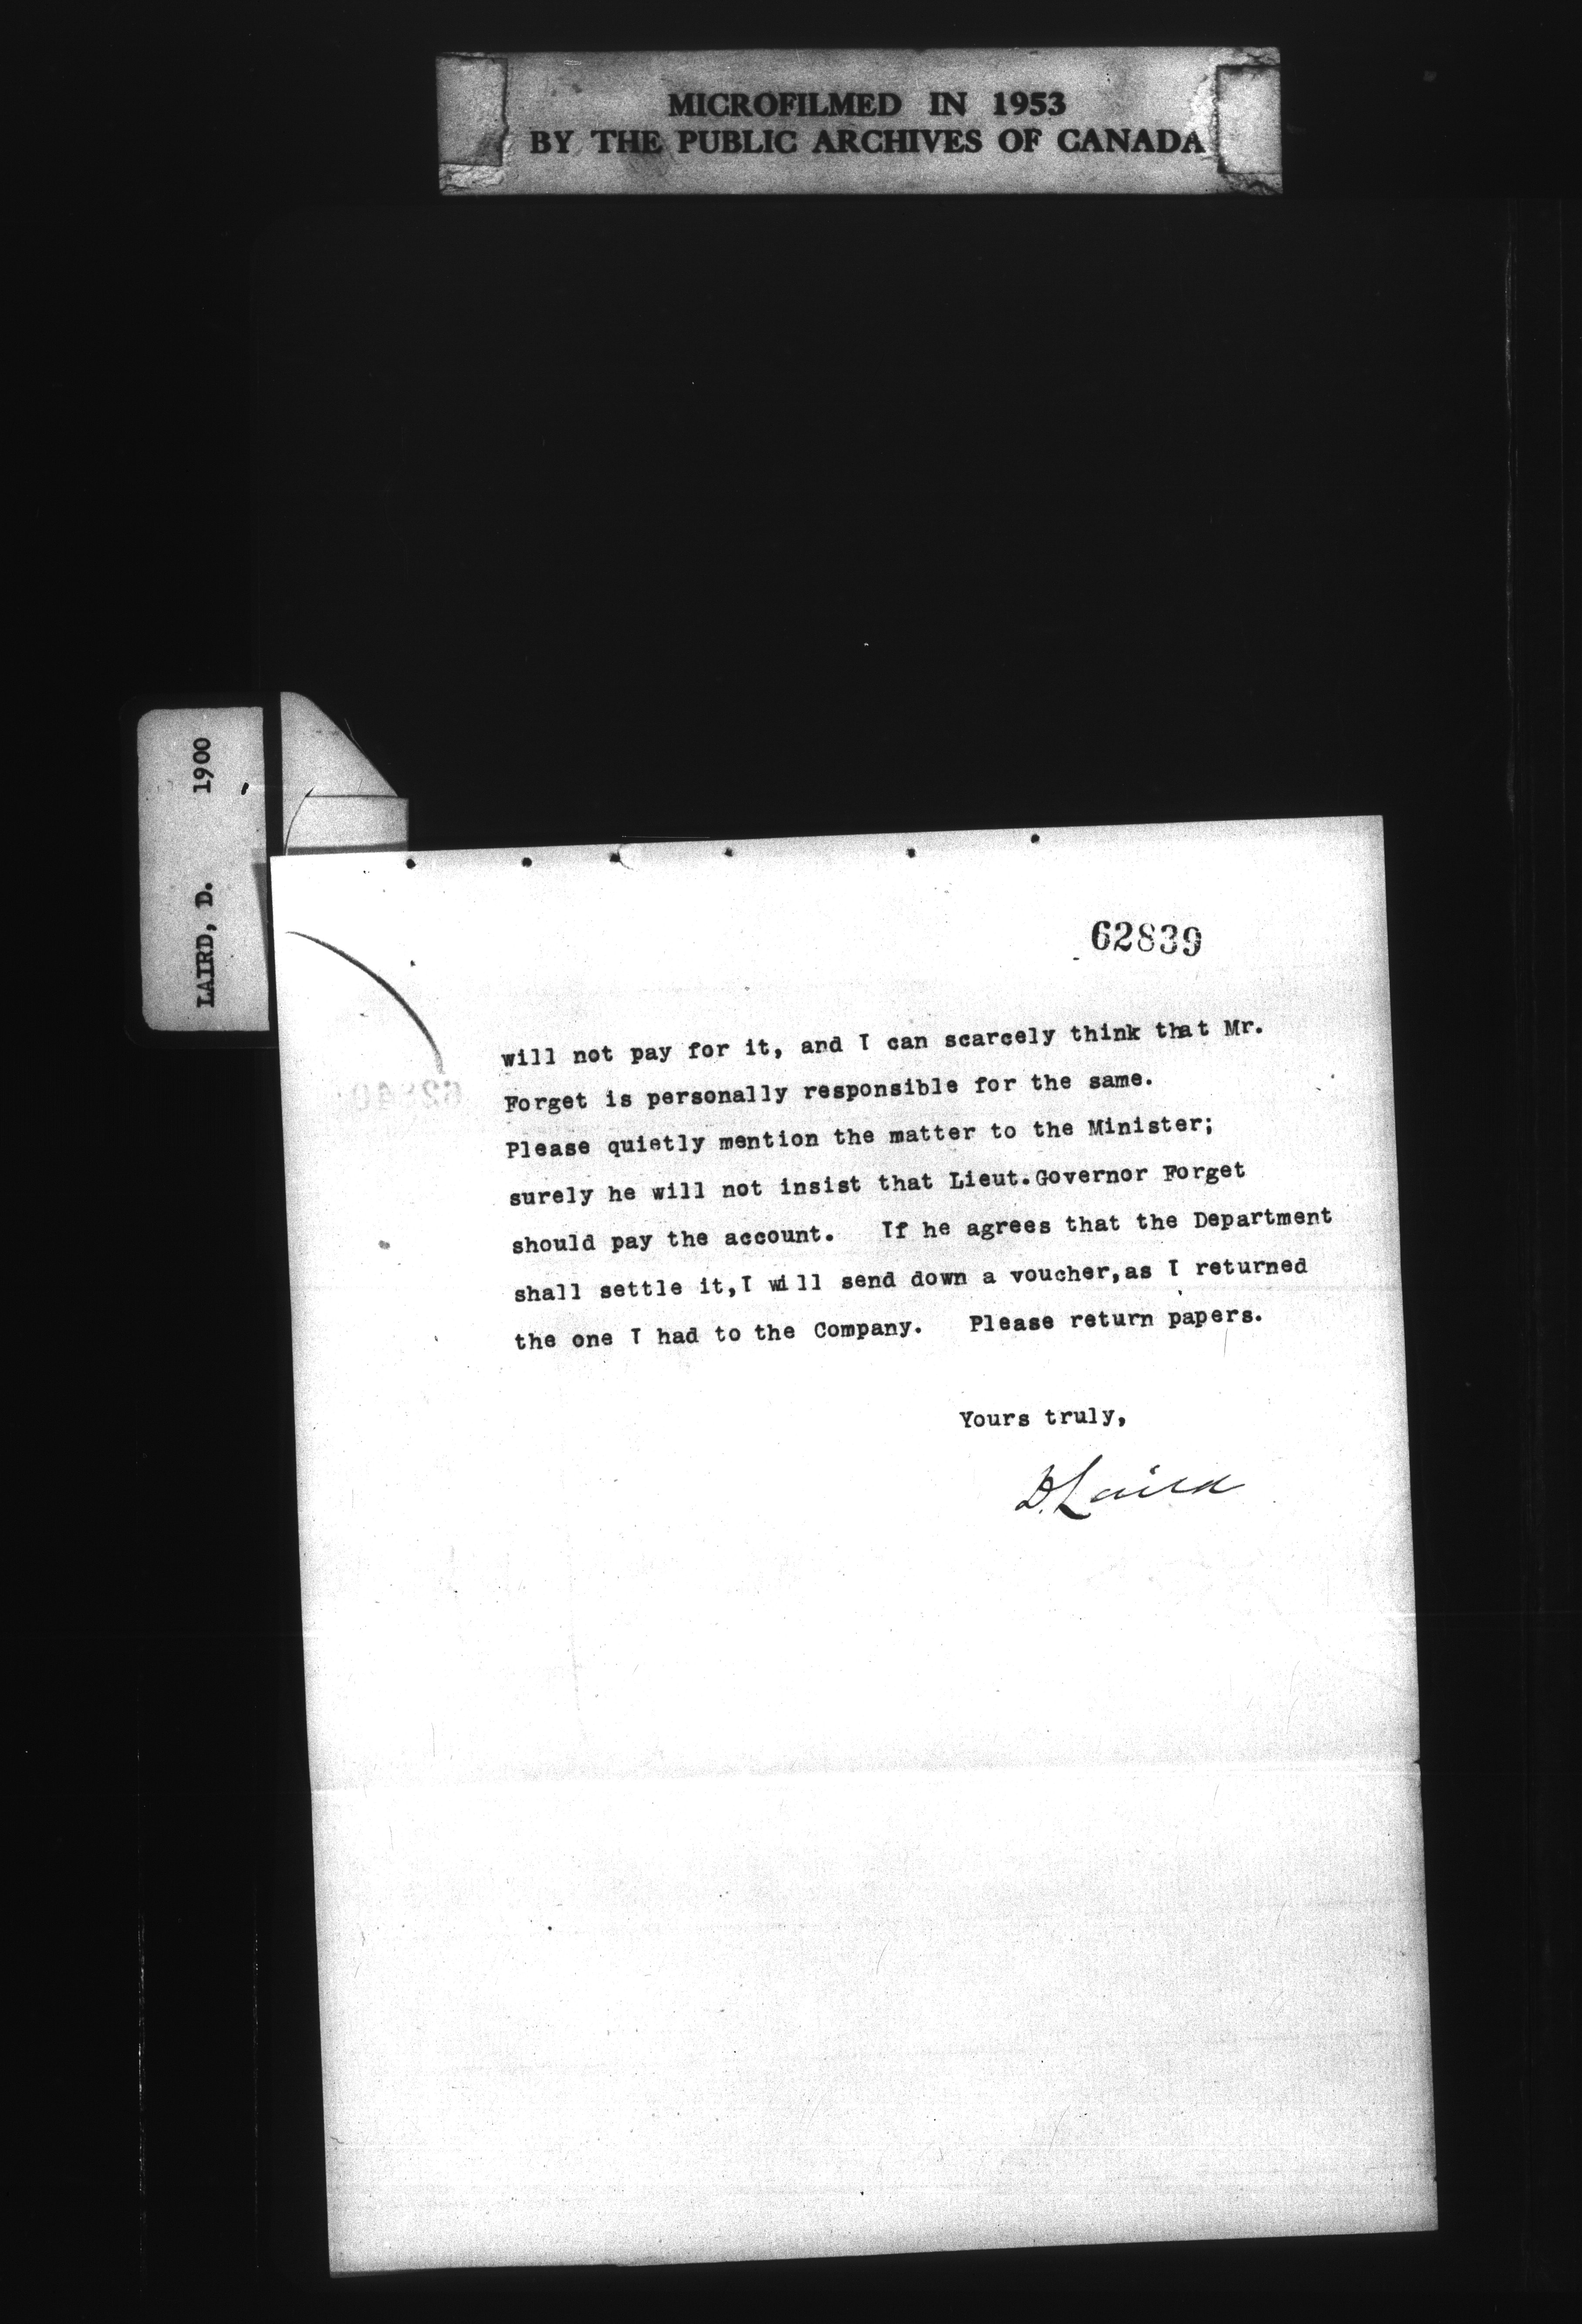 MICROFILMED IN 1953
BY THE PUBLIC ARCHIVES OF CANADA
LAIRD, D. 1900
62839
will not pay for it, and I can scarcely think that Mr.
Forget is personally responsible for the same.
Please quietly mention the matter to the Minister;
surely he will not insist that Lieut.Governor Forget
should pay the account. If he agrees that the Department
shall settle it,I will send down a voucher,as I returned
the one I had to the Company. Please return papers.
Yours truly,
D. Laird